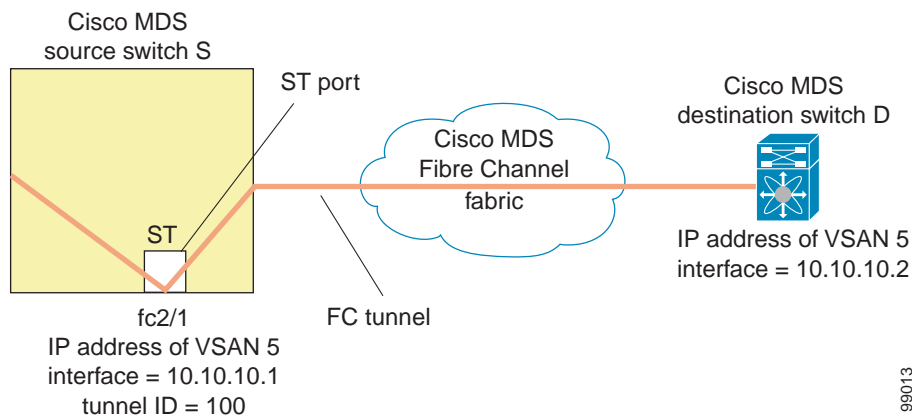 Cisco MDS
source switch S
ST port
Cisco MDS
Fibre Channel
fabric
Cisco MDS
destination switch D
ST
fc2/1
IP address of VSAN 5
interface = 10.10.10.1
tunnel ID = 100
FC tunnel
IP address of VSAN 5
interface = 10.10.10.2
99013